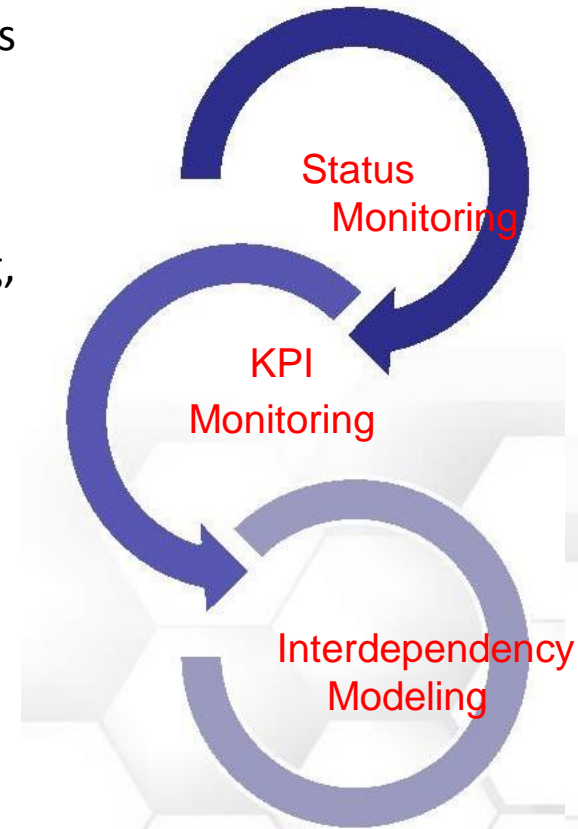 s
Status
Monitoring
g,
KPI
Monitoring
Interdependency
Modeling